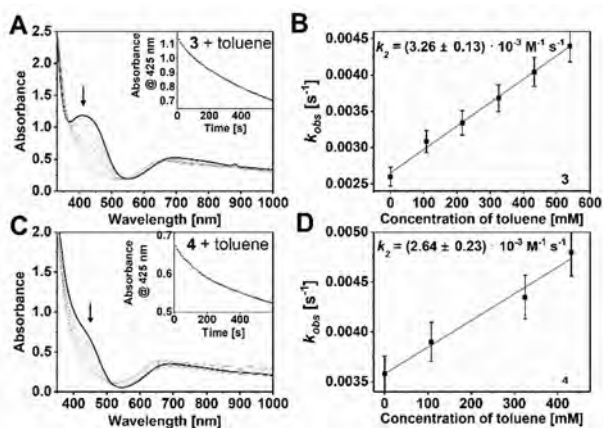 A
3 + toluene
Absorbance
@ 425 nm
1.1
1.0
0.9
0.8
0.7
0 200 400
Time [s]
Absorbance
2.5
2.0
1.5
1.0
0.5
0.0
400 500 600 700 800 900 1000
Wavelength [nm]
B
k2 = (3.26 ± 0.13) · 10-3 M-1 s-1
kobs [s-1]
0.0045
0.0040
0.0035
0.0030
0.0025
3
0 100 200 300 400 500 600
Concentration of toluene [mM]
C
4 + toluene
Absorbance
@ 425 nm
0.7
0.6
0.5
0 200 400
Time [s]
Absorbance
2.0
1.5
1.0
0.5
0.0
400 500 600 700 800 900 1000
Wavelength [nm]
D
k2 = (2.64 ± 0.23) · 10-3 M-1 s-1
kobs [s-1]
0.0050
0.0045
0.0040
0.0035
4
0 100 200 300 400
Concentration of toluene [mM]